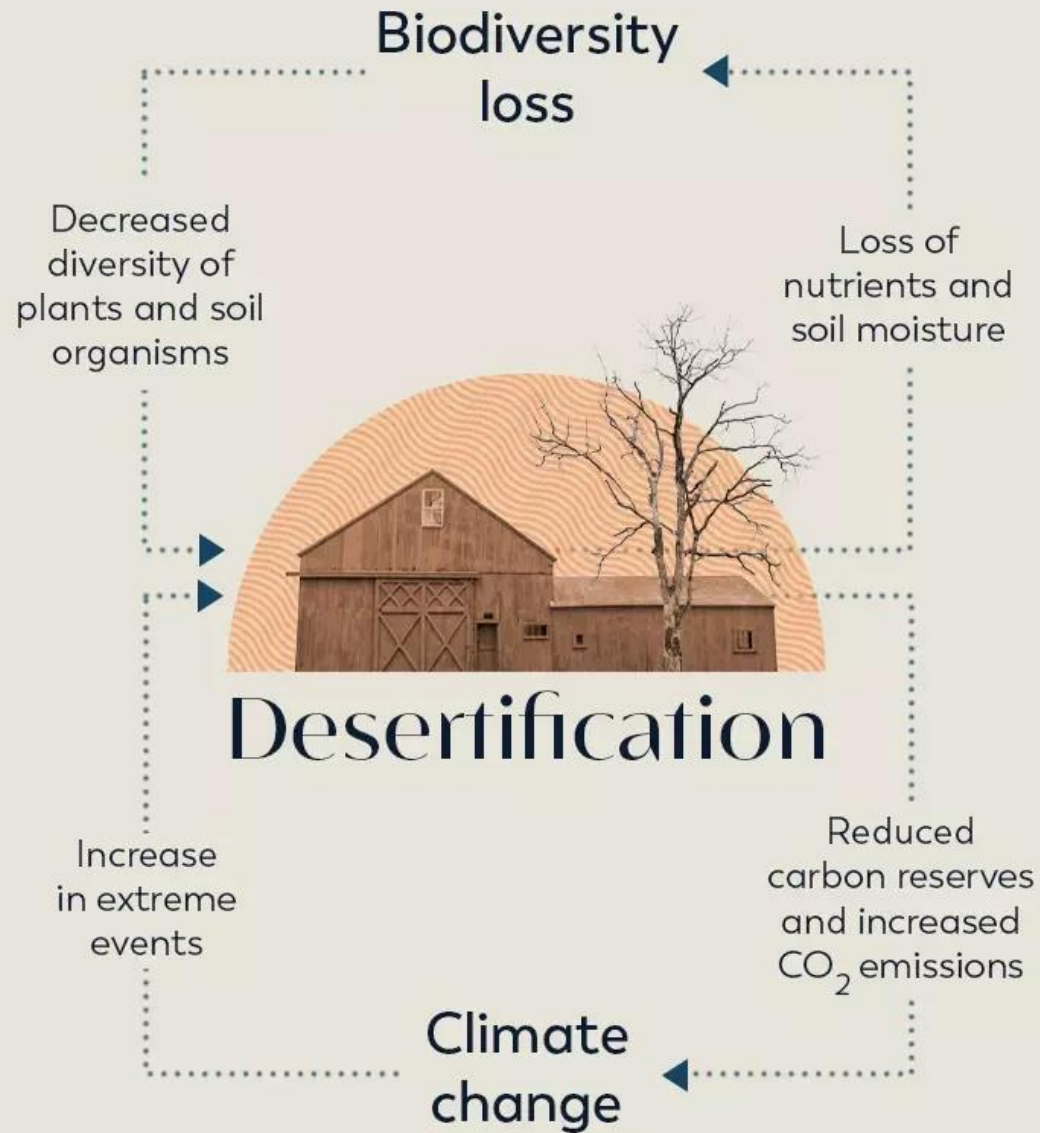 Biodiversity
loss
Decreased
diversity of
plants and soil
organisms
Loss of
nutrients and
soil moisture
Desertification
Increase
in extreme
events
Reduced
carbon reserves
and increased
CO₂ emissions
Climate
change